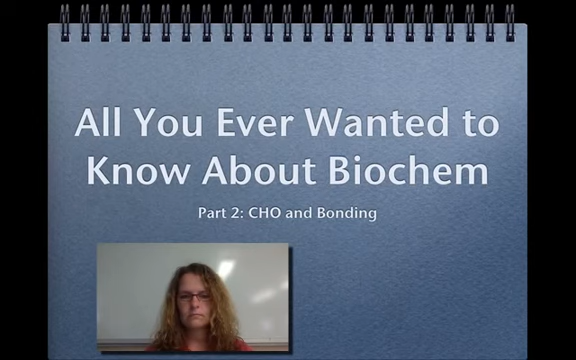 All You Ever Wanted to
Know About Biochem
Part 2: CHO and Bonding